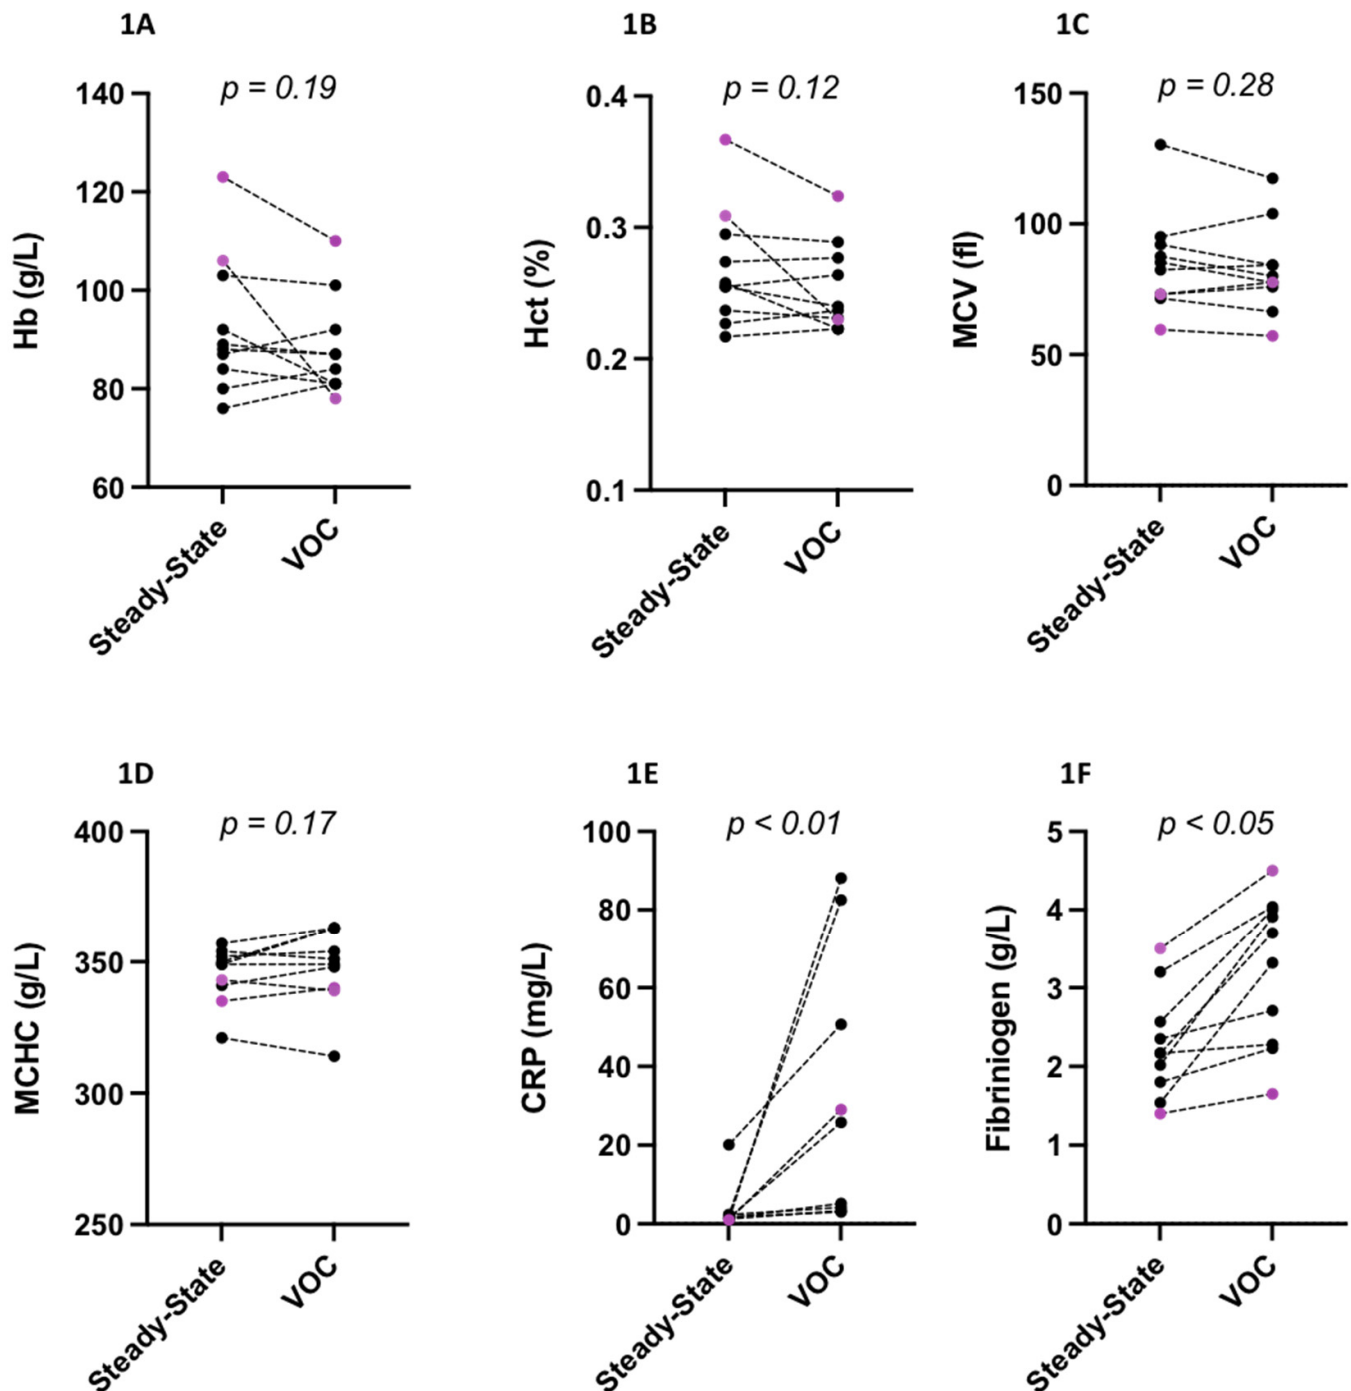 1A
1B
1C
p = 0.19
p = 0.12
p = 0.28
Hb (g/L)
140
120
100
80
60
Steady-State
VOC
Hct (%)
0.4
0.3
0.2
0.1
Steady-State
VOC
MCV (fl)
150
100
50
0
Steady-State
VOC
1D
1E
1F
p = 0.17
p < 0.01
p < 0.05
MCHC (g/L)
400
350
300
250
Steady-State
VOC
CRP (mg/L)
100
80
60
40
20
0
Steady-State
VOC
Fibriniogen (g/L)
5
4
3
2
1
0
Steady-State
VOC